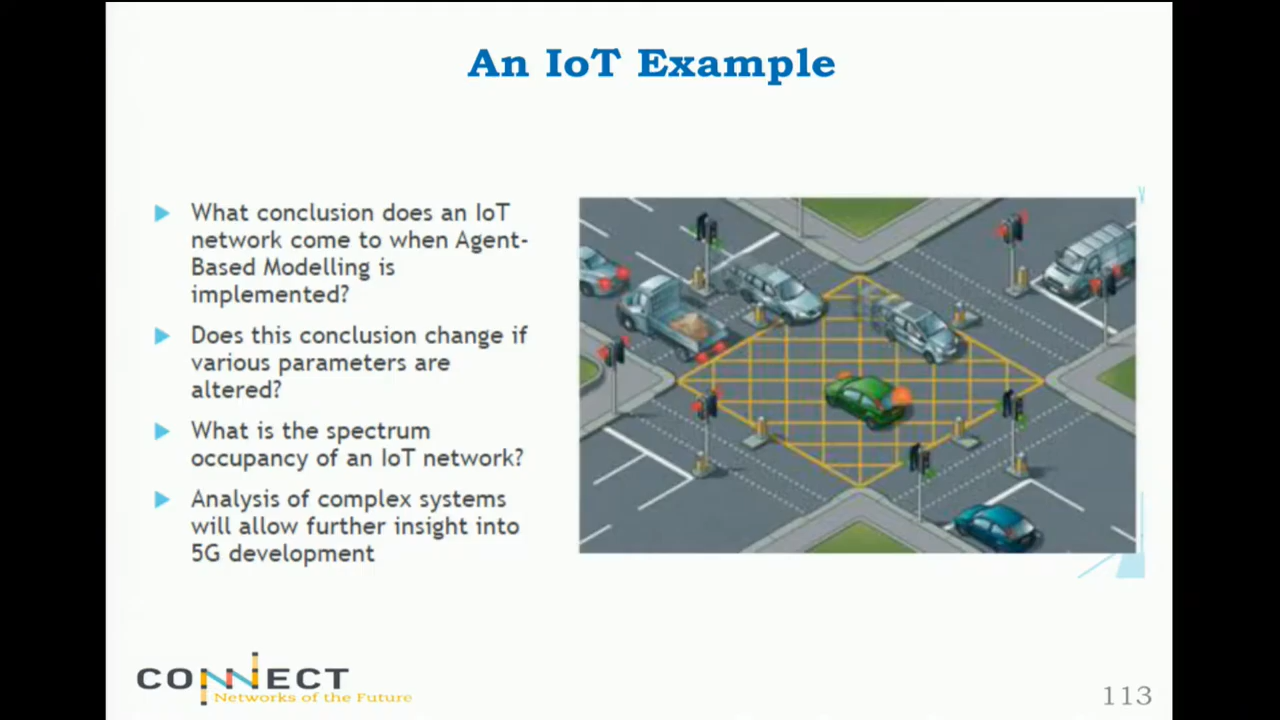 An IoT Example
What conclusion does an IoT
network come to when Agent-
Based Modelling is
implemented?
Does this conclusion change if
various parameters are
altered?
What is the spectrum
occupancy of an IoT network?
Analysis of complex systems
will allow further insight into
5G development
CONNECT
Networks of the Future
113